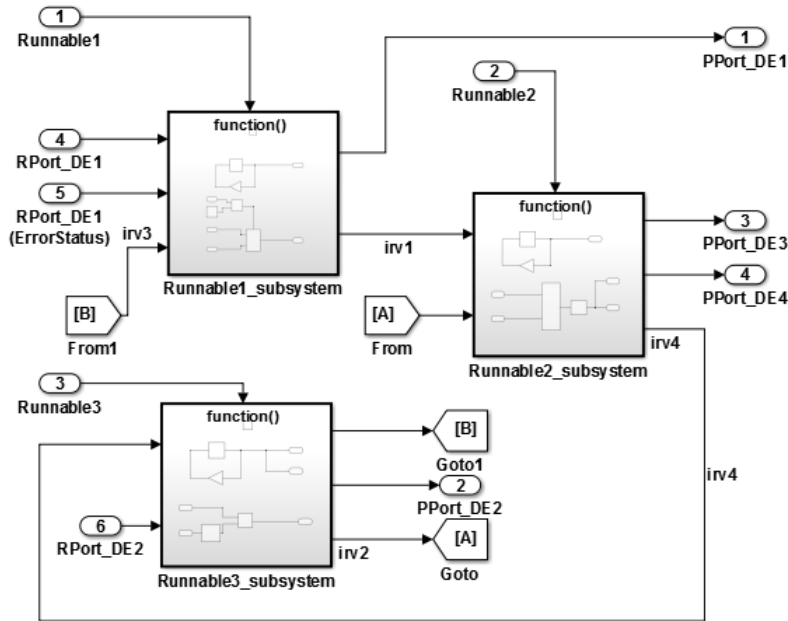 1
Runnable1
1
PPort_DE1
2
Runnable2
function()
4
RPort_DE1
5
RPort_DE1
(ErrorStatus)
irv3
irv1
Runnable1_subsystem
[B]
From1
function()
3
PPort_DE3
4
PPort_DE4
[A]
From
irv4
Runnable2_subsystem
3
Runnable3
function()
[B]
Goto1
2
PPort_DE2
irv4
6
RPort_DE2
irv2
[A]
Goto
Runnable3_subsystem